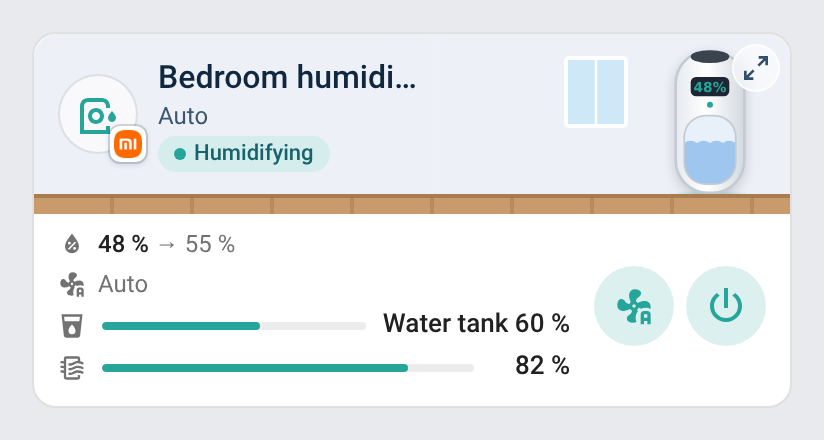 Bedroom humidi…
Auto
Humidifying
48%
48 % → 55 %
Auto
Water tank 60 %
82 %